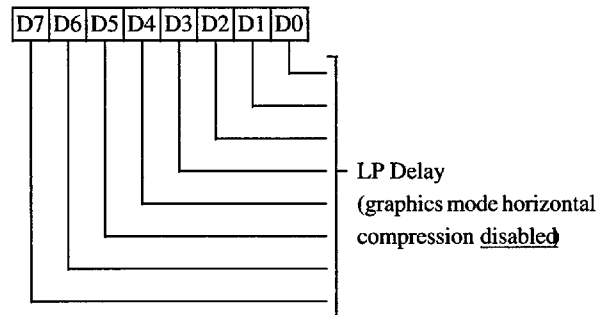 D7 D6 D5 D4 D3 D2 D1 D0
LP Delay
(graphics mode horizontal
compression disabled)